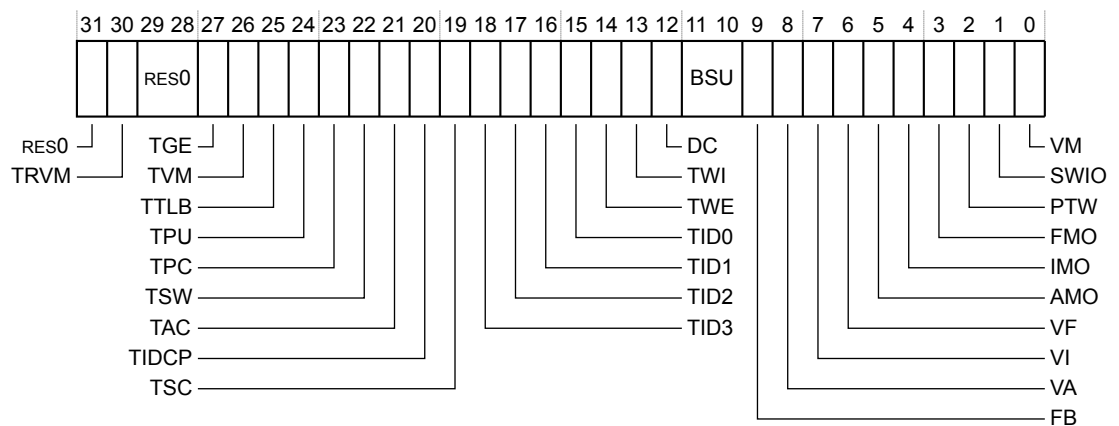 31 30 29 28 27 26 25 24 23 22 21 20 19 18 17 16 15 14 13 12 11 10 9 8 7 6 5 4 3 2 1 0
RES0 BSU
RES0 TGE DC VM
TRVM TVM TWI SWIO
TTLB TWE PTW
TPU TID0 FMO
TPC TID1 IMO
TSW TID2 AMO
TAC TID3 VF
TIDCP VI
TSC VA
FB